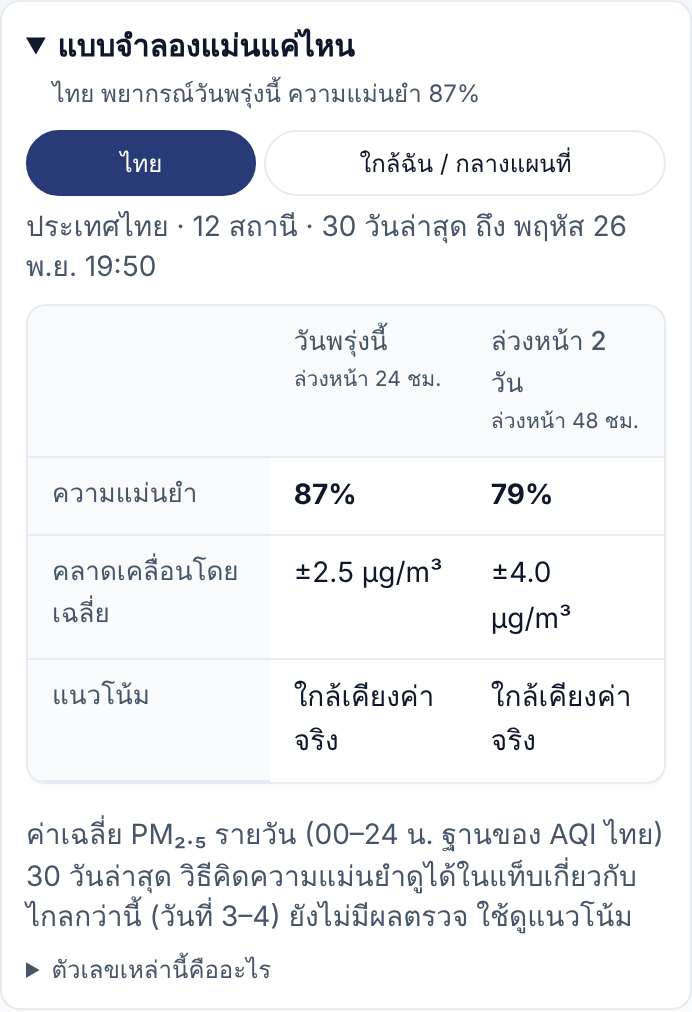 ▼ แบบจำลองแม่นแค่ไหน
ไทย พยากรณ์วันพรุ่งนี้ ความแม่นยำ 87%
ไทย
ใกล้ฉัน / กลางแผนที่
ประเทศไทย · 12 สถานี · 30 วันล่าสุด ถึง พฤหัส 26
พ.ย. 19:50
วันพรุ่งนี้
ล่วงหน้า 24 ชม.
ล่วงหน้า 2
วัน
ล่วงหน้า 48 ชม.
ความแม่นยำ
87%
79%
คลาดเคลื่อนโดย
เฉลี่ย
±2.5 µg/m³
±4.0
µg/m³
แนวโน้ม
ใกล้เคียงค่า
จริง
ใกล้เคียงค่า
จริง
ค่าเฉลี่ย PM₂.₅ รายวัน (00–24 น. ฐานของ AQI ไทย)
30 วันล่าสุด วิธีคิดความแม่นยำดูได้ในแท็บเกี่ยวกับ
ไกลกว่านี้ (วันที่ 3–4) ยังไม่มีผลตรวจ ใช้ดูแนวโน้ม
▶ ตัวเลขเหล่านี้คืออะไร